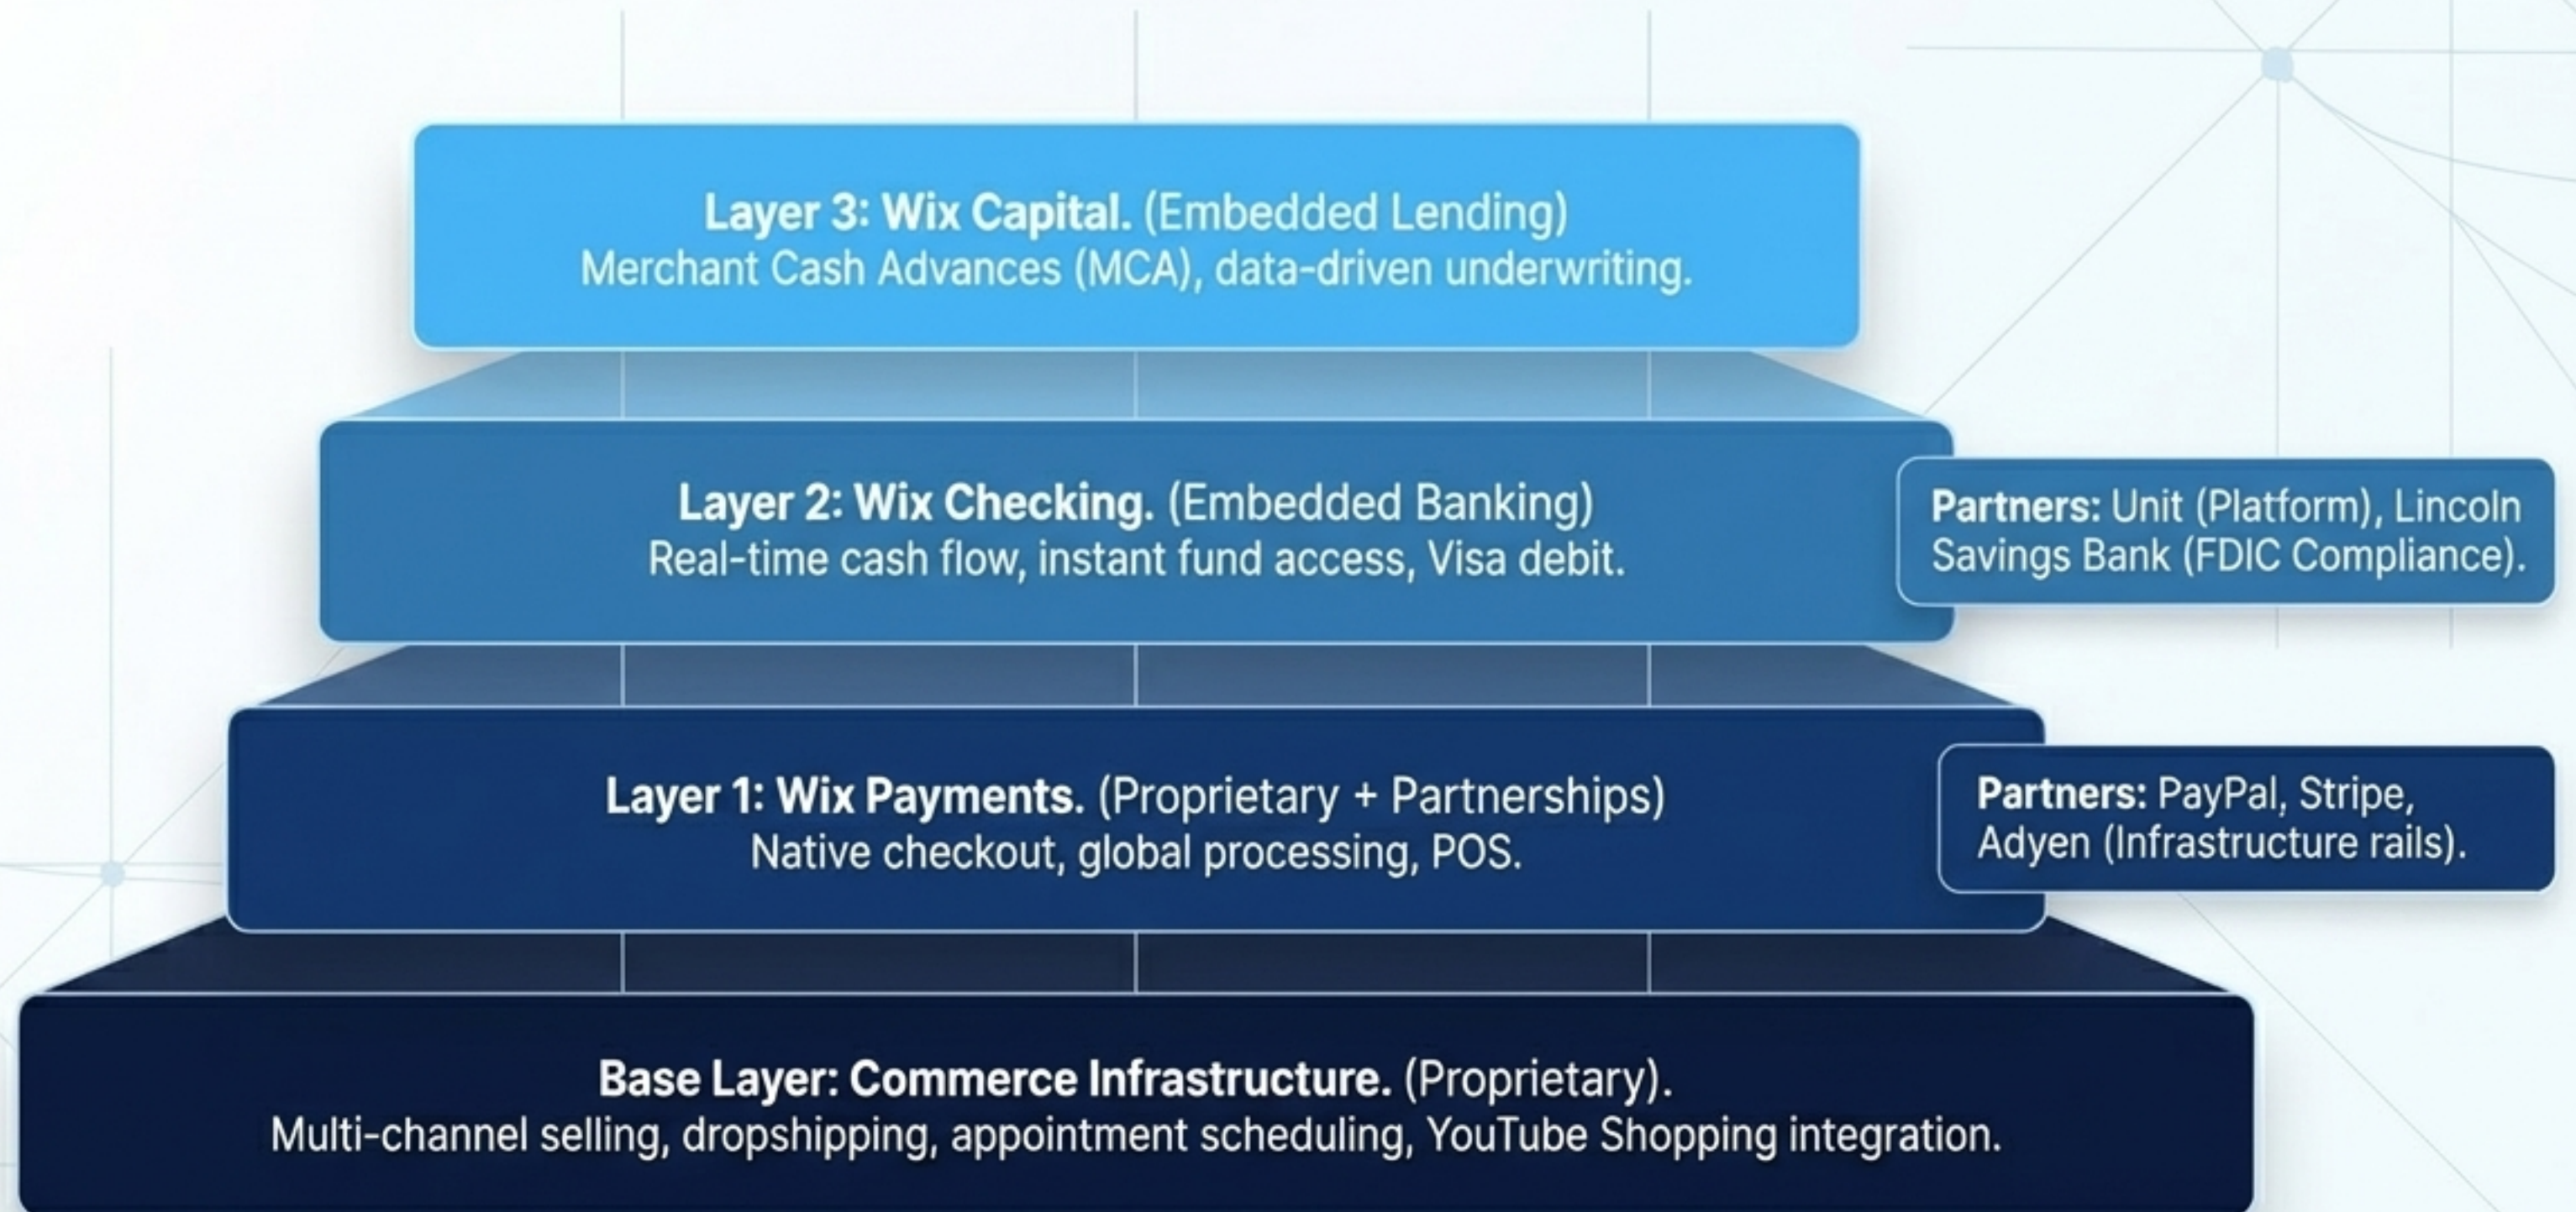 Layer 3: Wix Capital. (Embedded Lending)
Merchant Cash Advances (MCA), data-driven underwriting.
Layer 2: Wix Checking. (Embedded Banking)
Real-time cash flow, instant fund access, Visa debit.
Partners: Unit (Platform), Lincoln
Savings Bank (FDIC Compliance).
Layer 1: Wix Payments. (Proprietary + Partnerships)
Native checkout, global processing, POS.
Partners: PayPal, Stripe,
Adyen (Infrastructure rails).
Base Layer: Commerce Infrastructure. (Proprietary).
Multi-channel selling, dropshipping, appointment scheduling, YouTube Shopping integration.